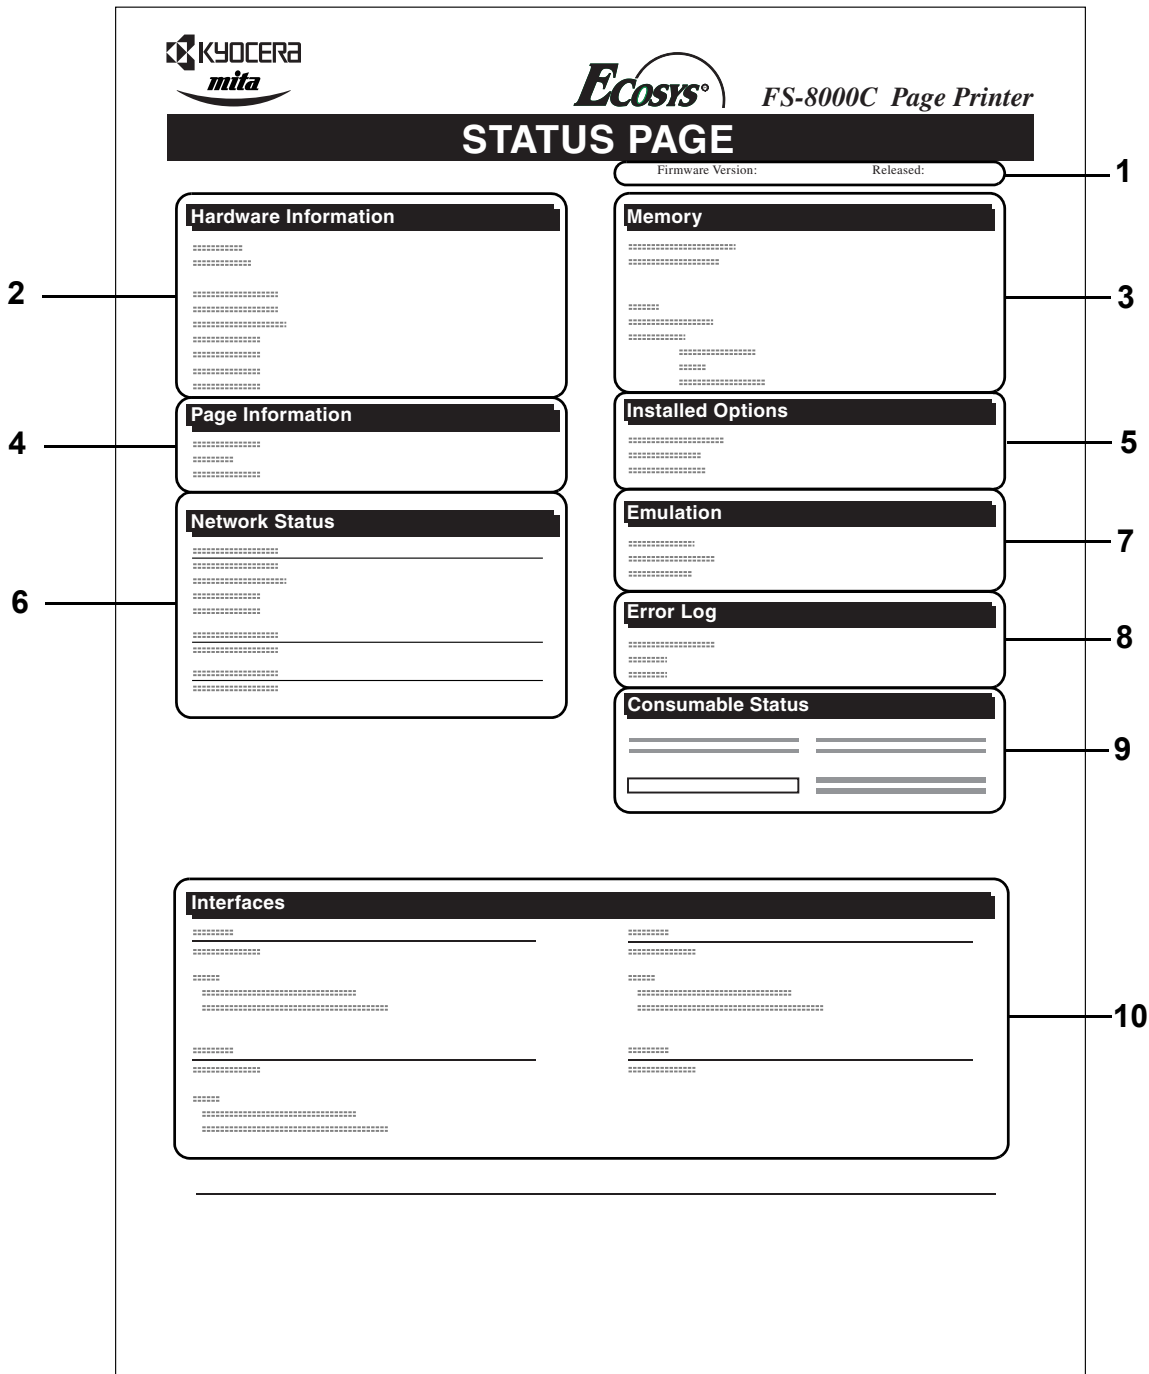 KYOCERA
mita
Ecosys
FS-8000C Page Printer
STATUS PAGE
Firmware Version: Released:
1
Hardware Information
2
Memory
3
Page Information
4
Installed Options
5
Network Status
6
Emulation
7
Error Log
8
Consumable Status
9
Interfaces
10